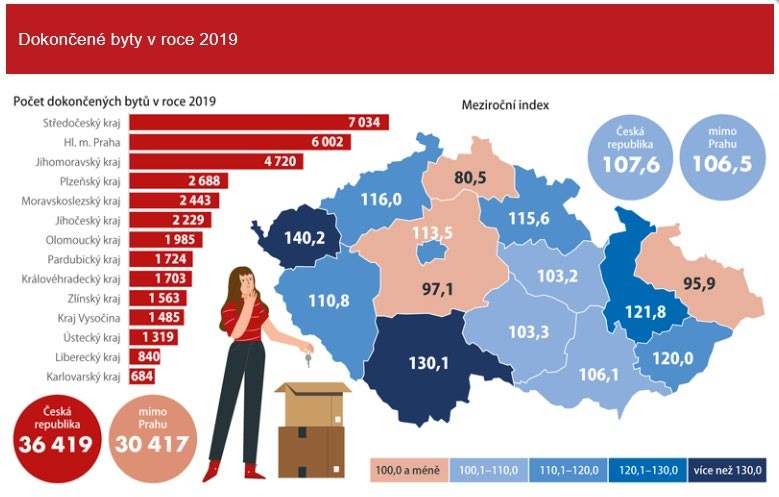 Dokončené byty v roce 2019
Počet dokončených bytů v roce 2019
Středočeský kraj 7 034
Hl. m. Praha 6 002
Jihomoravský kraj 4 720
Plzeňský kraj 2 688
Moravskoslezský kraj 2 443
Jihočeský kraj 2 229
Olomoucký kraj 1 985
Pardubický kraj 1 724
Královéhradecký kraj 1 703
Zlínský kraj 1 563
Kraj Vysočina 1 485
Ústecký kraj 1 319
Liberecký kraj 840
Karlovarský kraj 684
Česká
republika
36 419
mimo
Prahu
30 417
Meziroční index
Česká
republika
107,6
mimo
Prahu
106,5
80,5
116,0
115,6
140,2
113,5
103,2
95,9
97,1
110,8
121,8
103,3
130,1
120,0
106,1
100,0 a méně
100,1–110,0
110,1–120,0
120,1–130,0
více než 130,0